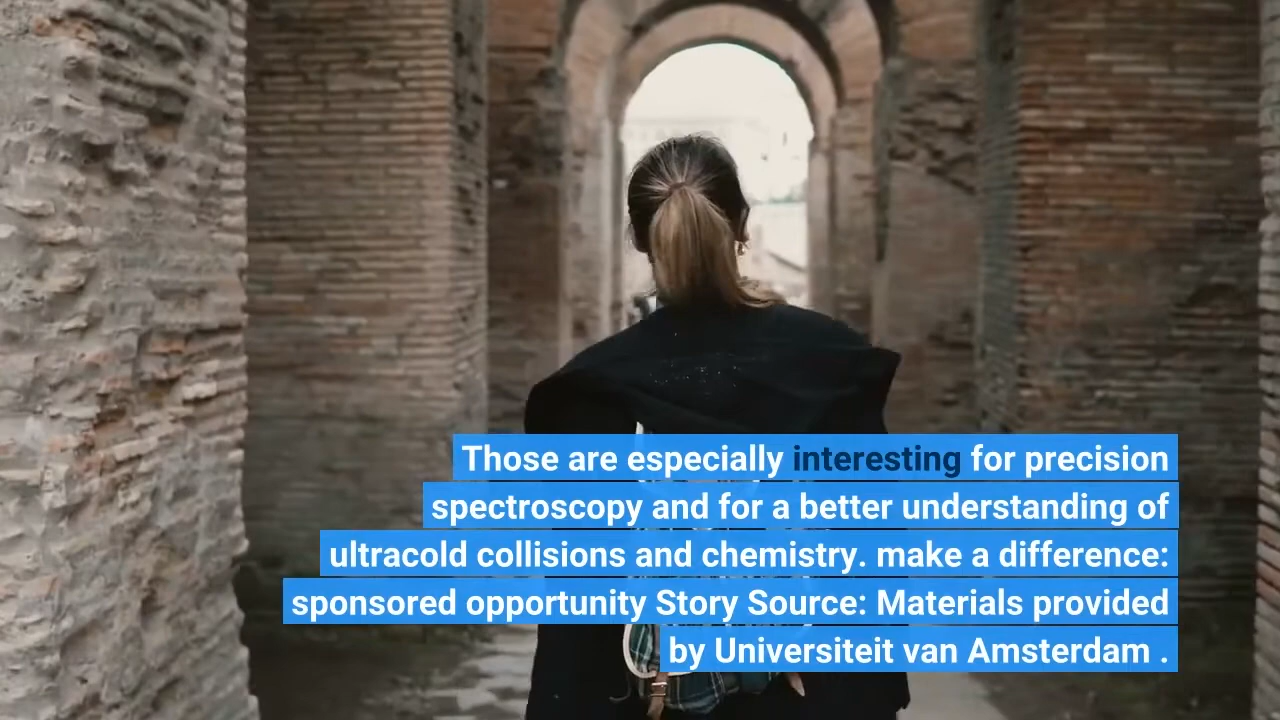 Those are especially interesting for precision
spectroscopy and for a better understanding of
ultracold collisions and chemistry. make a difference:
sponsored opportunity Story Source: Materials provided
by Universiteit van Amsterdam .